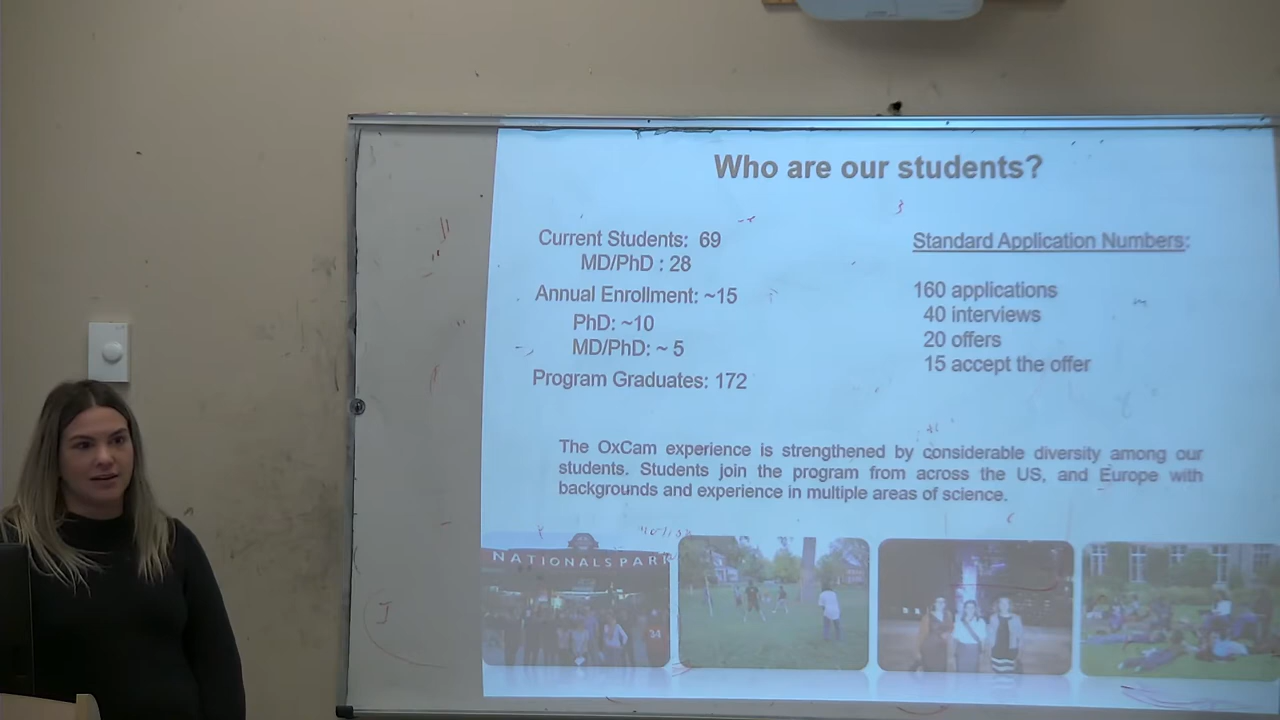 Who are our students?
Current Students: 69
MD/PhD : 28
Annual Enrollment: ~15
PhD: ~10
MD/PhD: ~ 5
Program Graduates: 172
Standard Application Numbers:
160 applications
40 interviews
20 offers
15 accept the offer
The OxCam experience is strengthened by considerable diversity among our
students. Students join the program from across the US, and Europe with
backgrounds and experience in multiple areas of science.
NATIONALS PARK